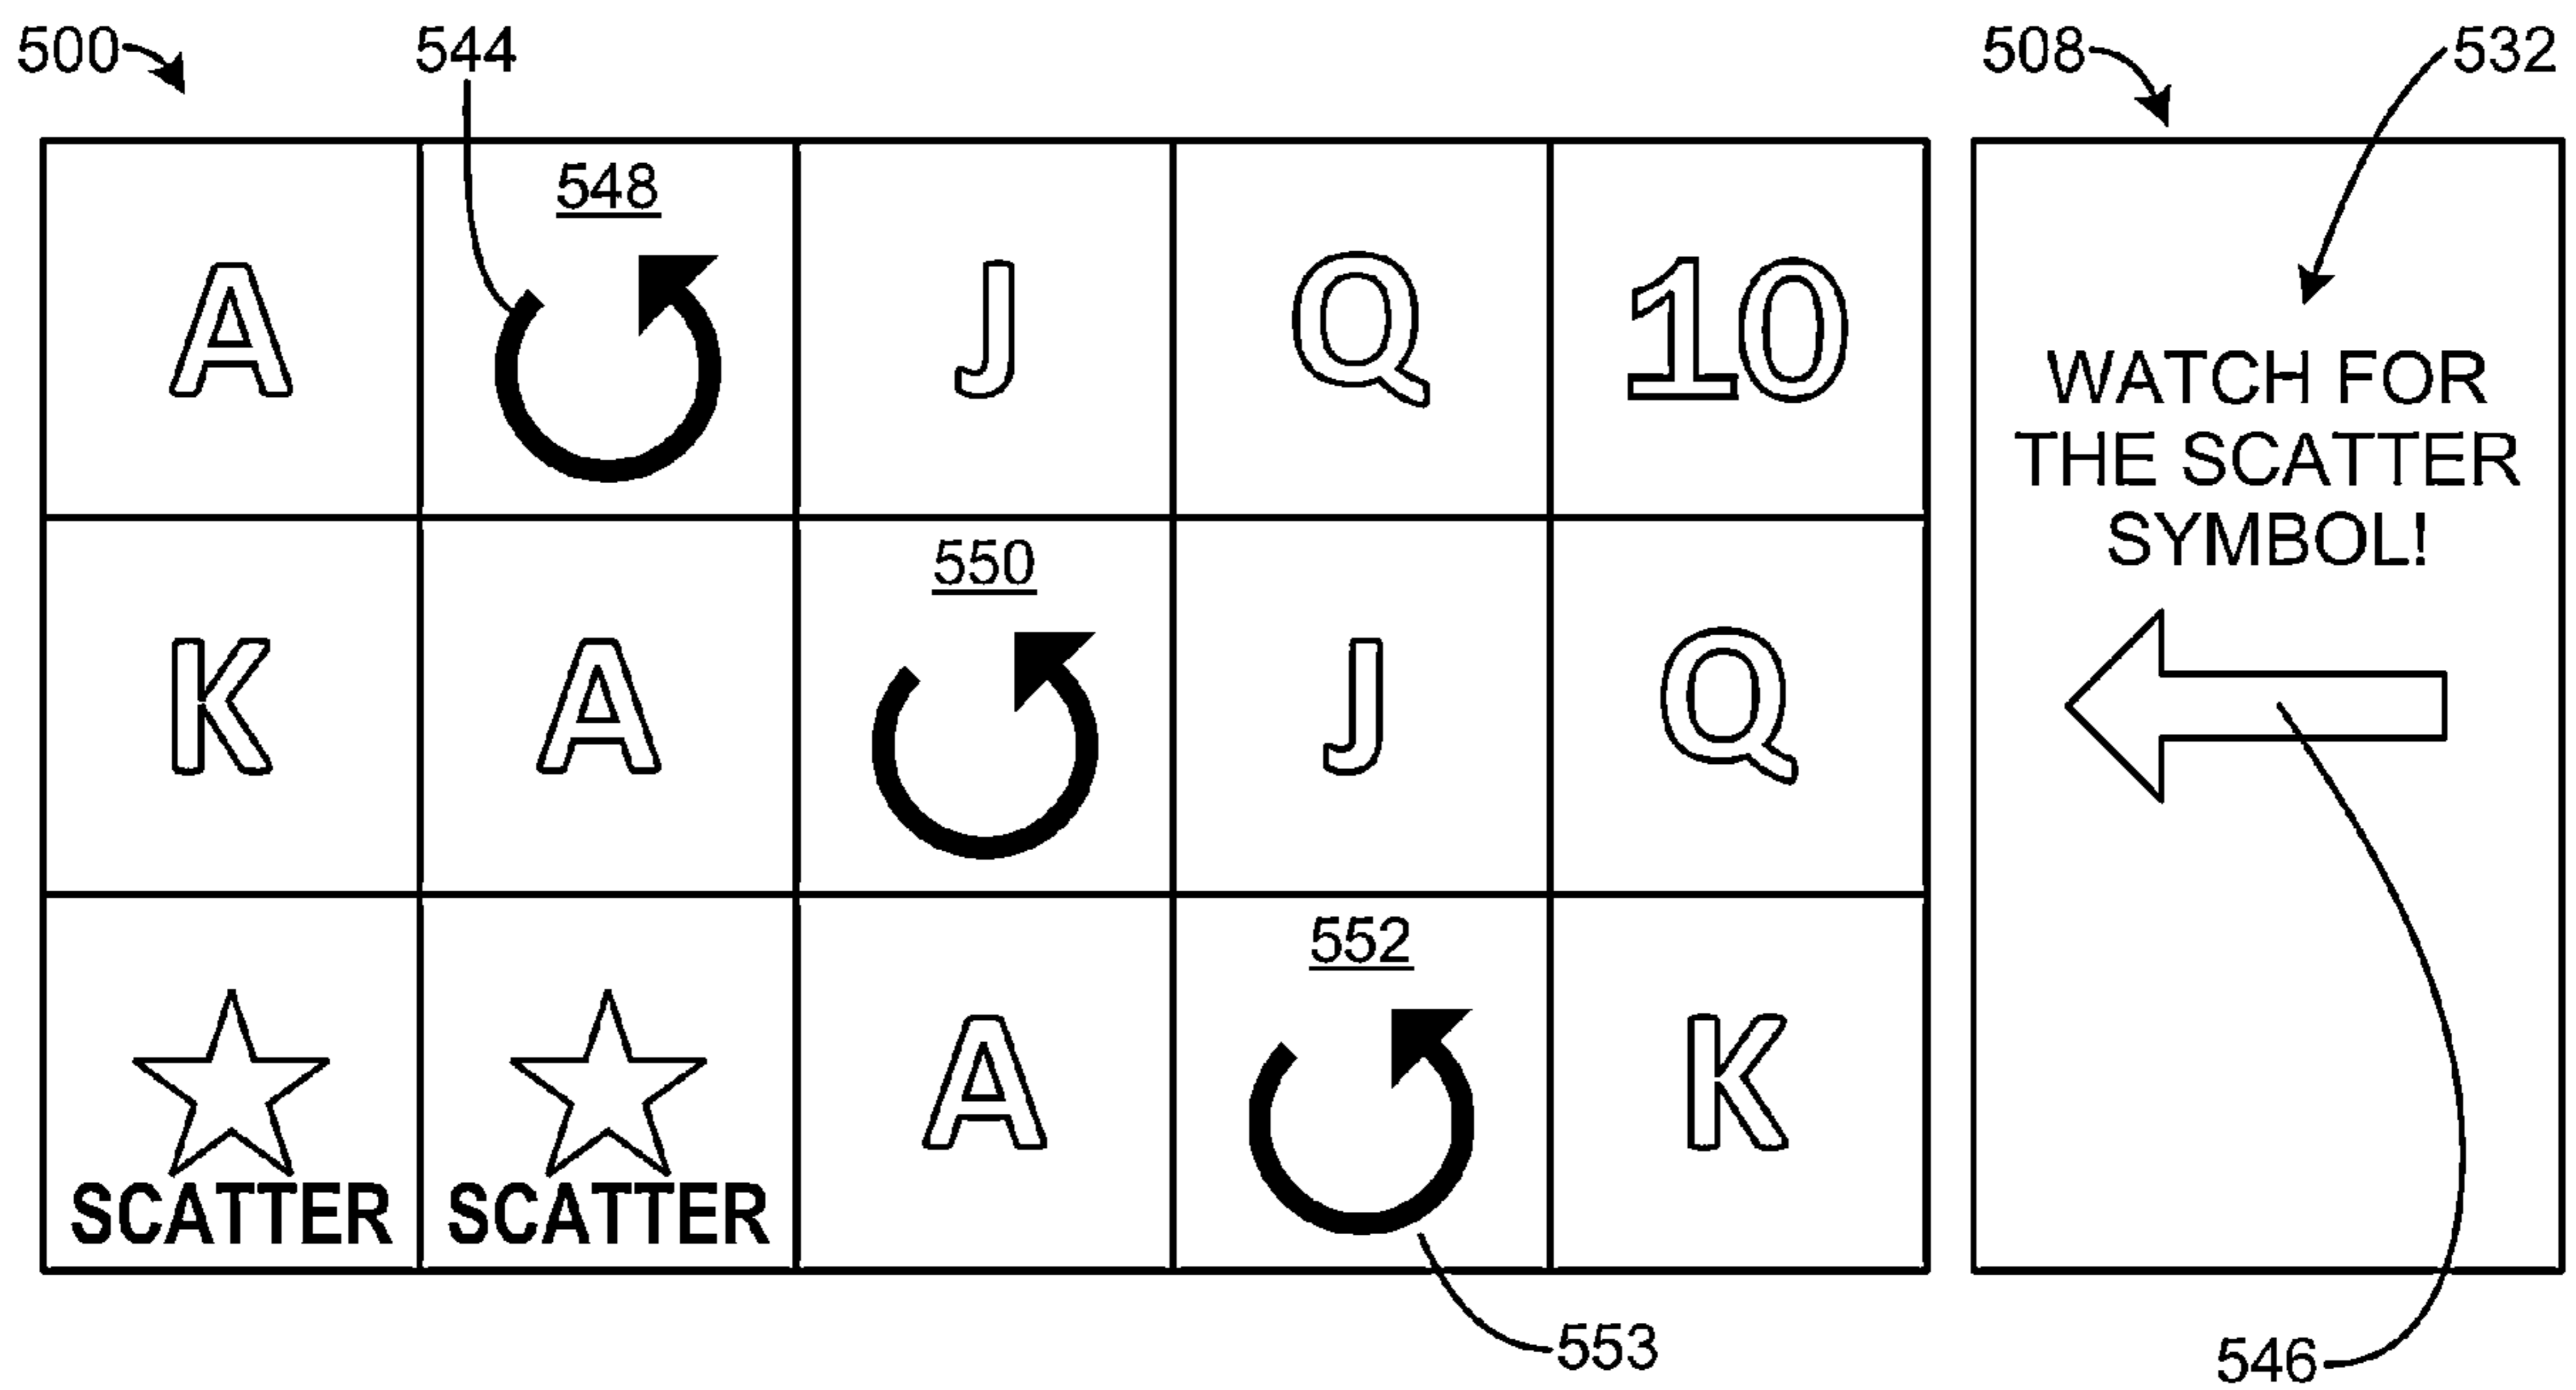 500 544 508 532
548
A J Q 10
WATCH FOR
THE SCATTER
SYMBOL!
550
K A J Q
552
A K
SCATTER SCATTER
553
546